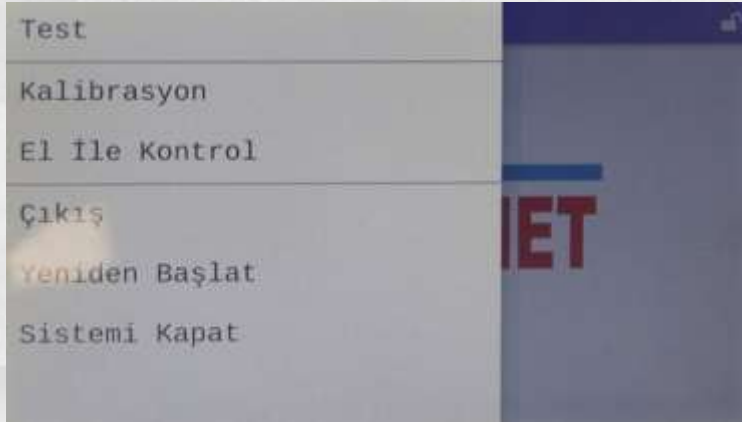 Test
Kalibrasyon
El İle Kontrol
Çıkış
Yeniden Başlat
Sistemi Kapat